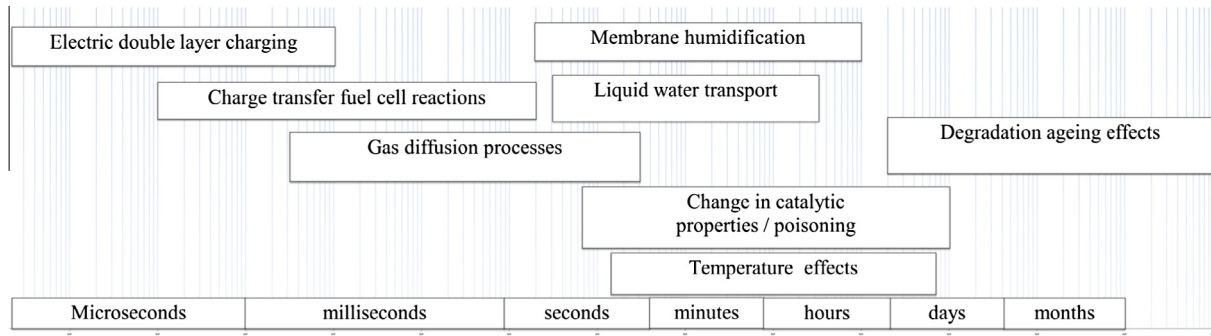 Electric double layer charging
Membrane humidification
Charge transfer fuel cell reactions
Liquid water transport
Gas diffusion processes
Degradation ageing effects
Change in catalytic
properties / poisoning
Temperature effects
Microseconds milliseconds seconds minutes hours days months